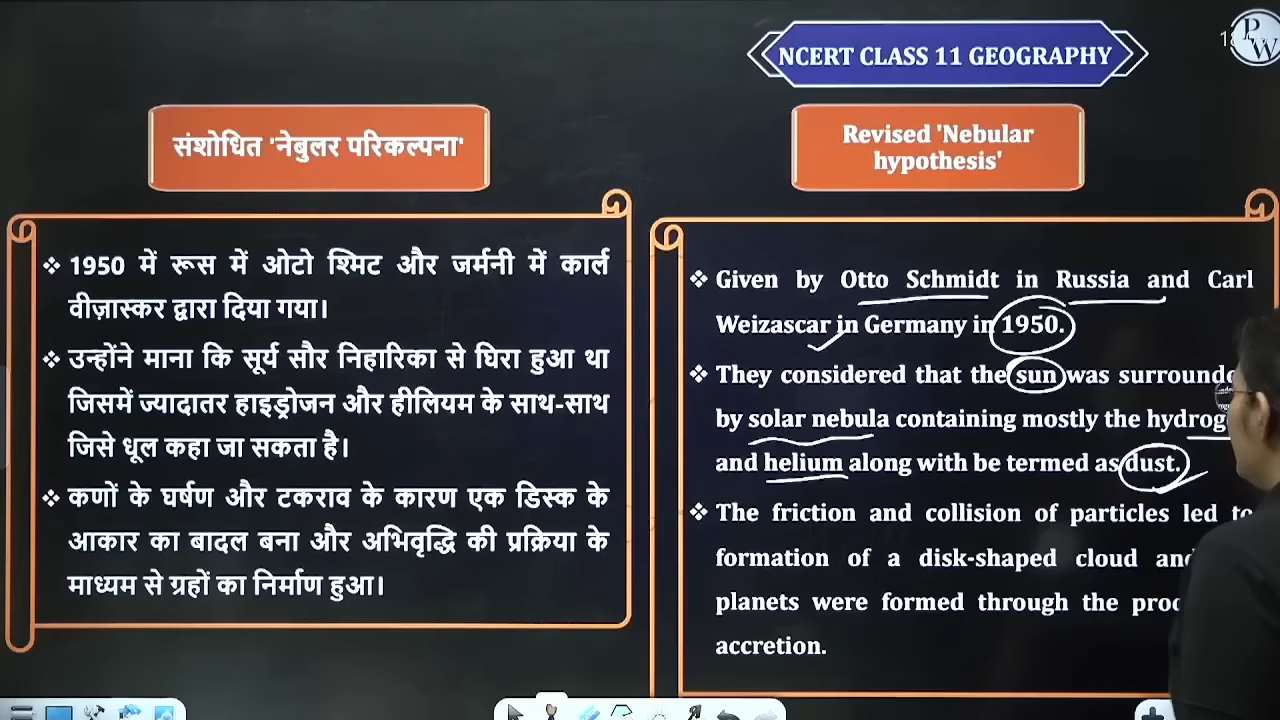 NCERT CLASS 11 GEOGRAPHY
PW
संशोधित 'नेबुलर परिकल्पना'
1950 में रूस में ओटो श्मिट और जर्मनी में कार्ल
वीज़ास्कर द्वारा दिया गया।
उन्होंने माना कि सूर्य सौर निहारिका से घिरा हुआ था
जिसमें ज्यादातर हाइड्रोजन और हीलियम के साथ-साथ
जिसे धूल कहा जा सकता है।
कणों के घर्षण और टकराव के कारण एक डिस्क के
आकार का बादल बना और अभिवृद्धि की प्रक्रिया के
माध्यम से ग्रहों का निर्माण हुआ।
Revised 'Nebular
hypothesis'
Given by Otto Schmidt in Russia and Carl
Weizascar in Germany in 1950.
They considered that the sun was
by solar nebula containing mostly the
and helium along with be termed as dust.
The friction and collision of particles led to
formation of a disk-shaped cloud
planets were formed through the
accretion.